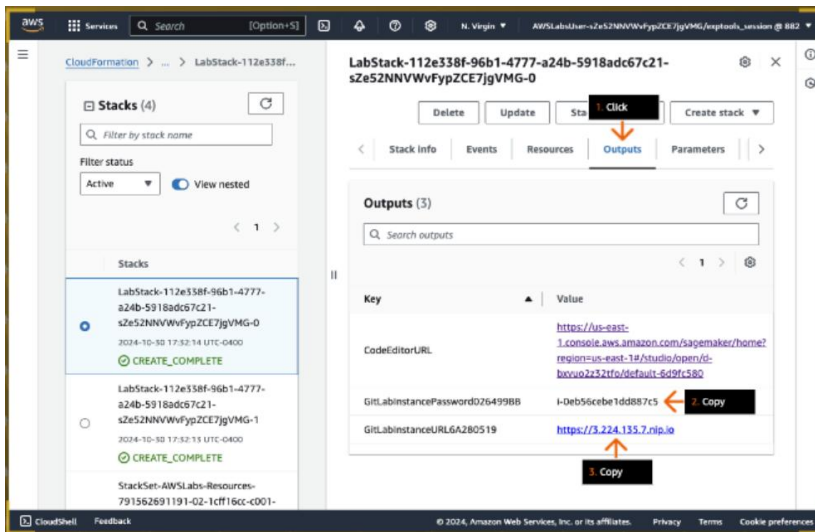 aws Services Search [Option+S] N. Virgin AWSLabsUser-sZe52NNVWvFypZCE7jgVMG/exptools_session @ 882
CloudFormation > ... > LabStack-112e338f...
Stacks (4)
Filter by stack name
Filter status
Active View nested
1
Stacks
LabStack-112e338f-96b1-4777-
a24b-5918adc67c21-
sZe52NNVWvFypZCE7jgVMG-0
2024-10-30 17:32:14 UTC-0400
CREATE_COMPLETE
LabStack-112e338f-96b1-4777-
a24b-5918adc67c21-
sZe52NNVWvFypZCE7jgVMG-1
2024-10-30 17:32:13 UTC-0400
CREATE_COMPLETE
StackSet-AWSLabs-Resources-
791562691191-02-1cff16cc-c001-
LabStack-112e338f-96b1-4777-a24b-5918adc67c21-
sZe52NNVWvFypZCE7jgVMG-0
Delete Update Sta 1. Click Create stack
Stack info Events Resources Outputs Parameters
Outputs (3)
Search outputs
1
Key Value
CodeEditorURL
https://us-east-
1.console.aws.amazon.com/sagemaker/home?
region=us-east-1#/studio/open/d-
bxvuo2z32tfo/default-6d9fc580
GitLabInstancePassword026499BB i-0eb56cebe1dd887c5 2. Copy
GitLabInstanceURL6A280519 https://3.224.135.7.nip.io
3. Copy
CloudShell Feedback © 2024, Amazon Web Services, Inc. or its affiliates. Privacy Terms Cookie preferences